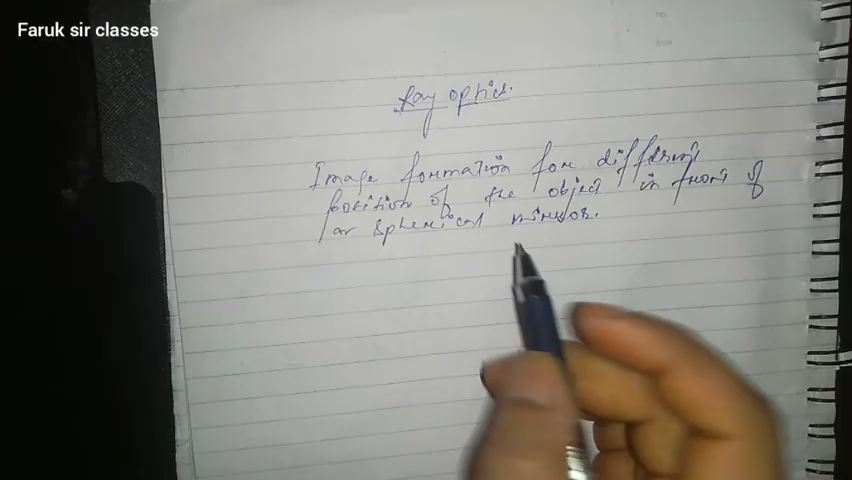 Faruk sir classes
Ray optics.
Image formation for different
position of the object in front of
a spherical mirror.